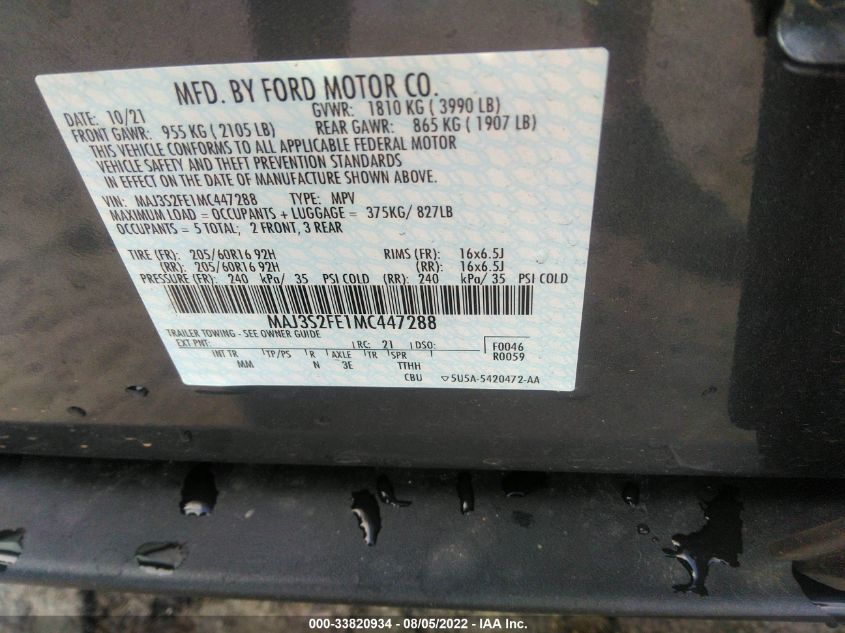 MFD. BY FORD MOTOR CO.
DATE: 10/21 GVWR: 1810 KG ( 3990 LB)
FRONT GAWR: 955 KG ( 2105 LB) REAR GAWR: 865 KG ( 1907 LB)
THIS VEHICLE CONFORMS TO ALL APPLICABLE FEDERAL MOTOR
VEHICLE SAFETY AND THEFT PREVENTION STANDARDS
IN EFFECT ON THE DATE OF MANUFACTURE SHOWN ABOVE.
VIN: MAJ3S2FE1MC447288 TYPE: MPV
MAXIMUM LOAD = OCCUPANTS + LUGGAGE = 375KG/ 827LB
OCCUPANTS = 5 TOTAL; 2 FRONT, 3 REAR
TIRE (FR): 205/60R16 92H RIMS (FR): 16x6.5J
(RR): 205/60R16 92H (RR): 16x6.5J
PRESSURE (FR): 240 kPa/ 35 PSI COLD (RR): 240 kPa/ 35 PSI COLD
MAJ3S2FE1MC447288
TRAILER TOWING - SEE OWNER GUIDE
EXT PNT: RC: 21 DSO: F0046
INT TR TP/PS R AXLE TR SPR R0059
MM N 3E TTHH
CBU ▽5U5A-5420472-AA
000-33820934 - 08/05/2022 - IAA Inc.